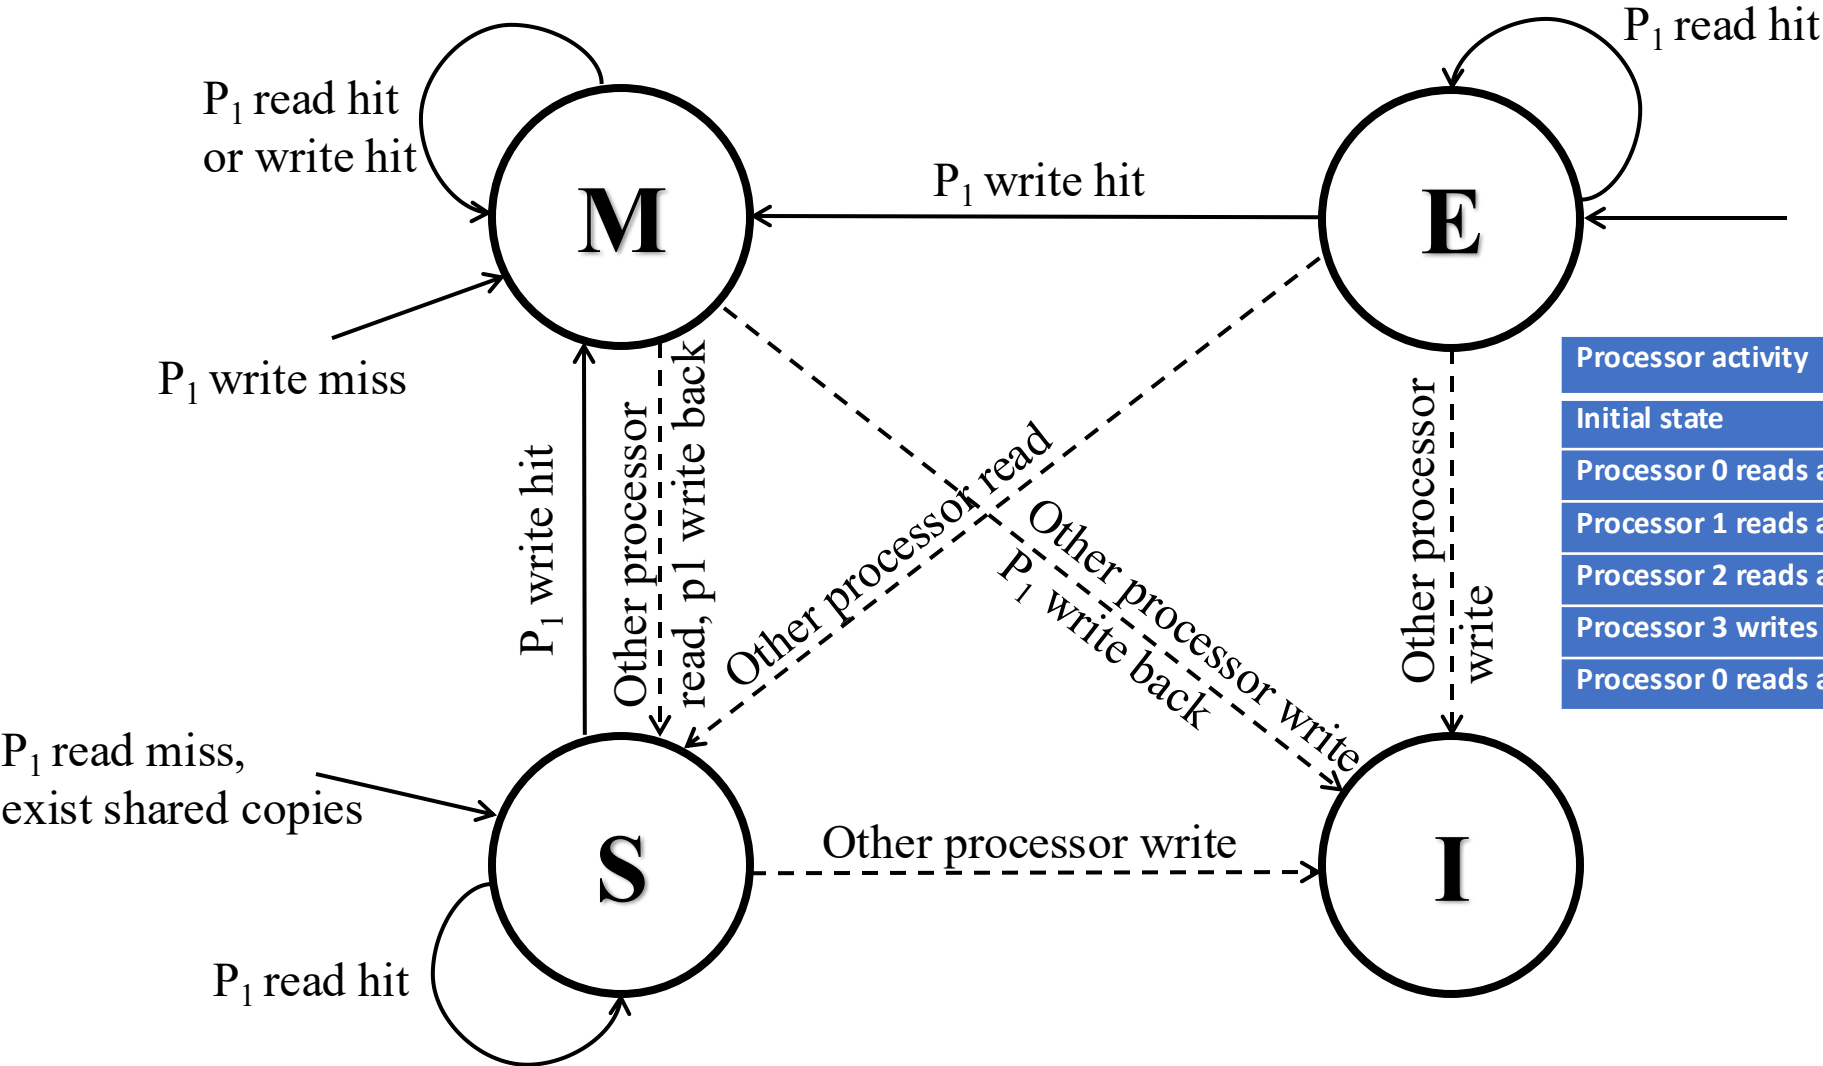 P1 read hit
P1 read hit
or write hit
P1 write hit
M
E
P1 write miss
Processor activity
Initial state
Processor 0 reads
Processor 1 reads
Processor 2 reads
Processor 3 writes
Processor 0 reads
P1 write hit
Other processor
read, p1 write back
Other processor read
Other processor write
P1 write back
Other processor
write
P1 read miss,
exist shared copies
Other processor write
S
I
P1 read hit